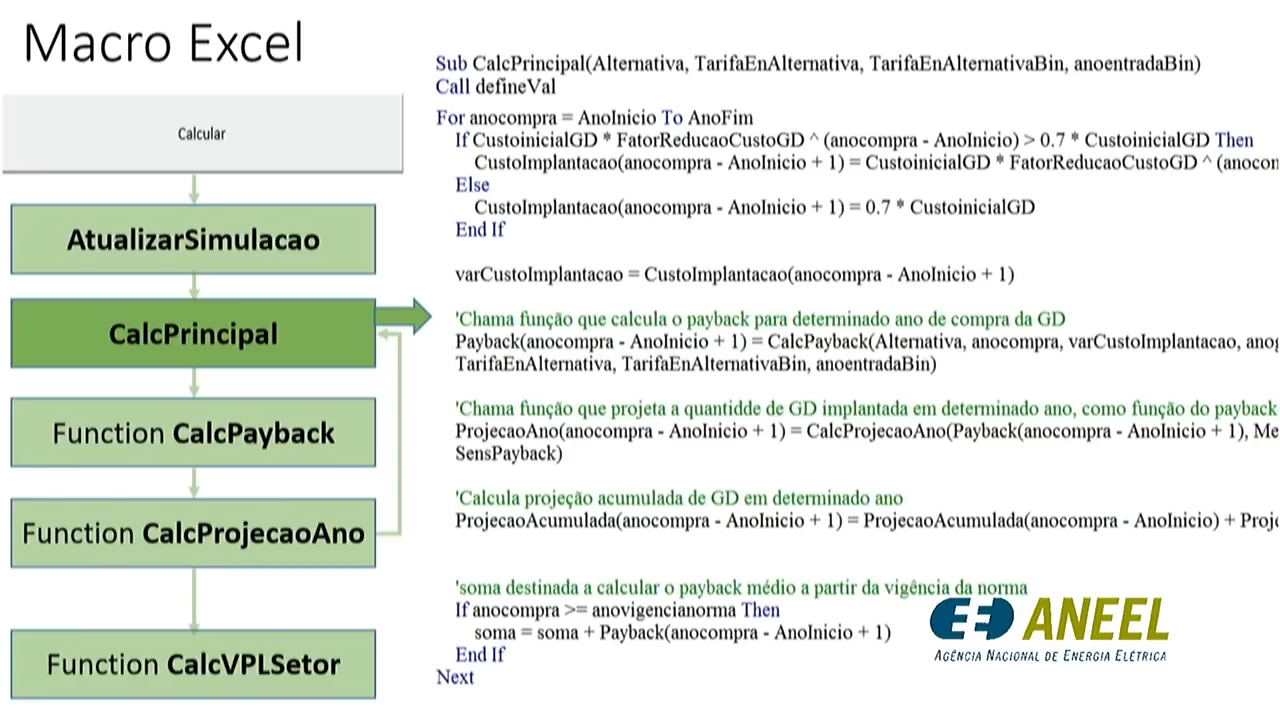 Macro Excel
Calcular
AtualizarSimulacao
CalcPrincipal
Function CalcPayback
Function CalcProjecaoAno
Function CalcVPLSetor
Sub CalcPrincipal(Alternativa, TarifaEnAlternativa, TarifaEnAlternativaBin, anoentradaBin)
Call defineVal
For anocompra = AnoInicio To AnoFim
If CustoinicialGD * FatorReducaoCustoGD ^ (anocompra - AnoInicio) > 0.7 * CustoinicialGD Then
CustoImplantacao(anocompra - AnoInicio + 1) = CustoinicialGD * FatorReducaoCustoGD ^ (anocon
Else
CustoImplantacao(anocompra - AnoInicio + 1) = 0.7 * CustoinicialGD
End If
varCustoImplantacao = CustoImplantacao(anocompra - AnoInicio + 1)
'Chama função que calcula o payback para determinado ano de compra da GD
Payback(anocompra - AnoInicio + 1) = CalcPayback(Alternativa, anocompra, varCustoImplantacao, anog
TarifaEnAlternativa, TarifaEnAlternativaBin, anoentradaBin)
'Chama função que projeta a quantidde de GD implantada em determinado ano, como função do payback
ProjecaoAno(anocompra - AnoInicio + 1) = CalcProjecaoAno(Payback(anocompra - AnoInicio + 1), Me
SensPayback)
'Calcula projeção acumulada de GD em determinado ano
ProjecaoAcumulada(anocompra - AnoInicio + 1) = ProjecaoAcumulada(anocompra - AnoInicio) + Proje
'soma destinada a calcular o payback médio a partir da vigência da norma
If anocompra >= anovigencianorma Then
soma = soma + Payback(anocompra - AnoInicio + 1)
End If
Next
ANEEL
AGÊNCIA NACIONAL DE ENERGIA ELÉTRICA